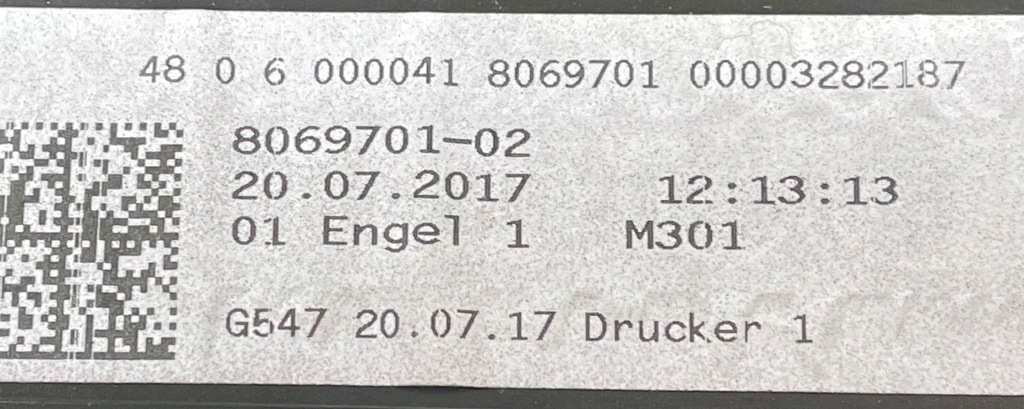 48 0 6 000041 8069701 00003282187
8069701-02
20.07.2017 12:13:13
01 Engel 1 M301
G547 20.07.17 Drucker 1